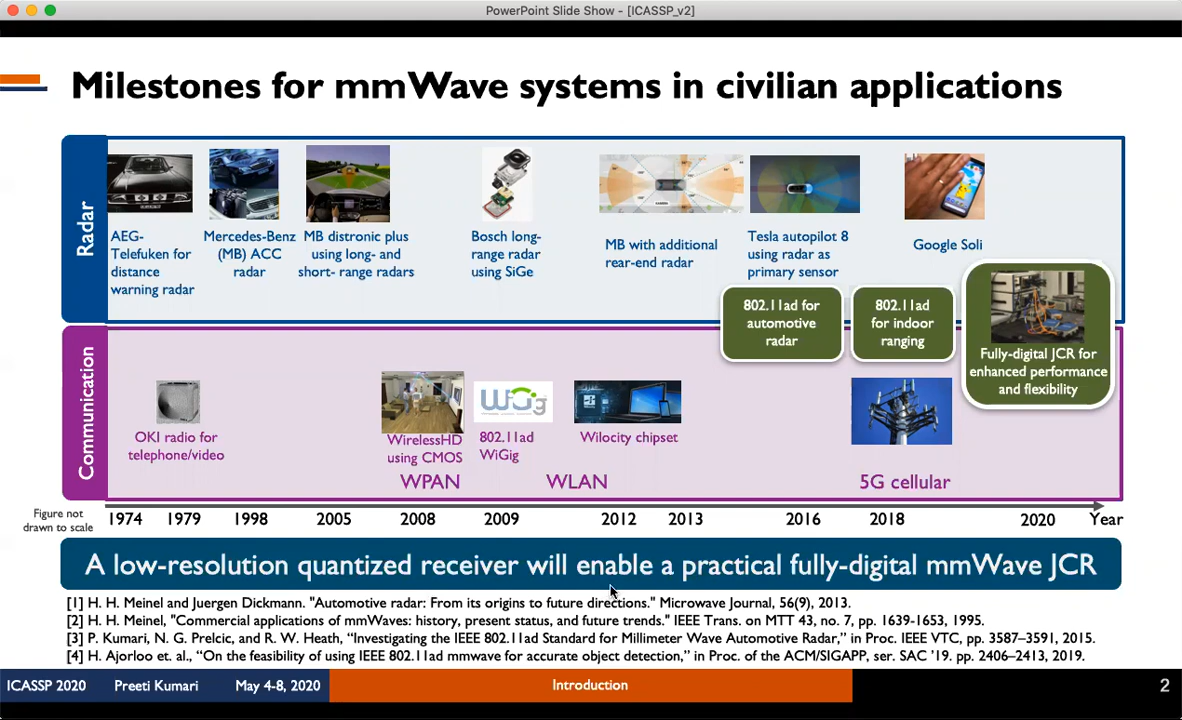 PowerPoint Slide Show - [ICASSP_v2]
Milestones for mmWave systems in civilian applications
Radar
AEG-
Telefuken for
distance
warning radar
Mercedes-Benz
(MB) ACC
radar
MB distronic plus
using long- and
short- range radars
Bosch long-
range radar
using SiGe
MB with additional
rear-end radar
Tesla autopilot 8
using radar as
primary sensor
Google Soli
802.11ad for
automotive
radar
802.11ad
for indoor
ranging
Fully-digital JCR for
enhanced performance
and flexibility
Communication
OKI radio for
telephone/video
WirelessHD
using CMOS
WiGig
802.11ad
WiGig
Wilocity chipset
WPAN
WLAN
5G cellular
Figure not
drawn to scale
1974 1979 1998 2005 2008 2009 2012 2013 2016 2018 2020 Year
A low-resolution quantized receiver will enable a practical fully-digital mmWave JCR
[1] H. H. Meinel and Juergen Dickmann. "Automotive radar: From its origins to future directions." Microwave Journal, 56(9), 2013.
[2] H. H. Meinel, "Commercial applications of mmWaves: history, present status, and future trends." IEEE Trans. on MTT 43, no. 7, pp. 1639-1653, 1995.
[3] P. Kumari, N. G. Prelcic, and R. W. Heath, “Investigating the IEEE 802.11ad Standard for Millimeter Wave Automotive Radar,” in Proc. IEEE VTC, pp. 3587–3591, 2015.
[4] H. Ajorloo et. al., “On the feasibility of using IEEE 802.11ad mmwave for accurate object detection,” in Proc. of the ACM/SIGAPP, ser. SAC ’19. pp. 2406–2413, 2019.
ICASSP 2020 Preeti Kumari May 4-8, 2020 Introduction 2